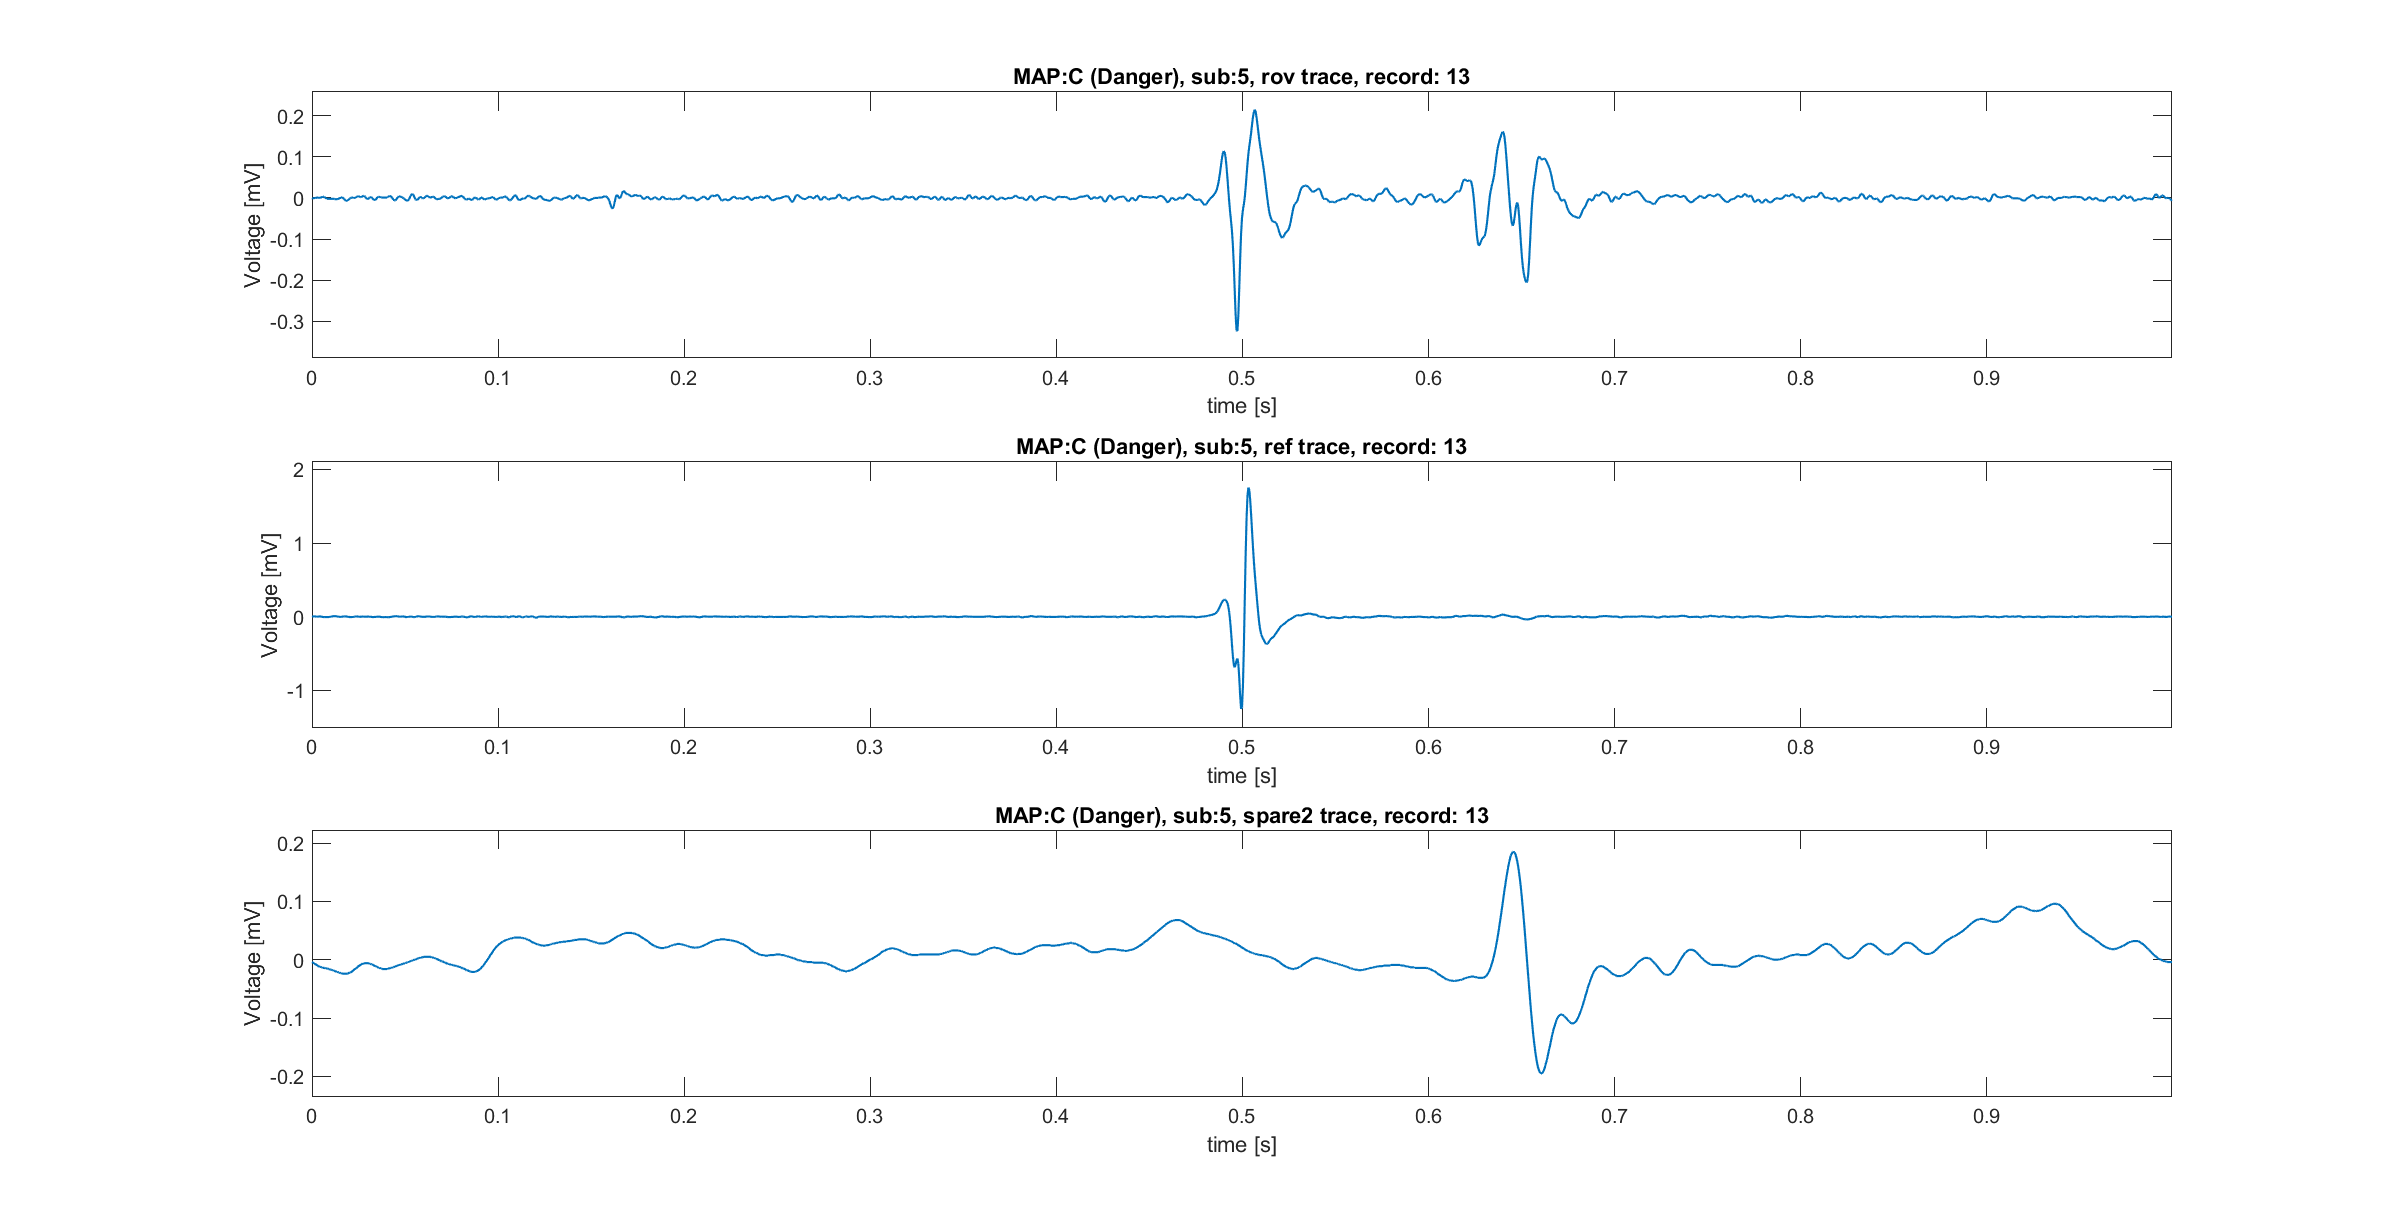 MAP:C (Danger), sub:5, rov trace, record: 13
Voltage [mV]
0.2
0.1
0
-0.1
-0.2
-0.3
0 0.1 0.2 0.3 0.4 0.5 0.6 0.7 0.8 0.9
time [s]
MAP:C (Danger), sub:5, ref trace, record: 13
Voltage [mV]
2
1
0
-1
0 0.1 0.2 0.3 0.4 0.5 0.6 0.7 0.8 0.9
time [s]
MAP:C (Danger), sub:5, spare2 trace, record: 13
Voltage [mV]
0.2
0.1
0
-0.1
-0.2
0 0.1 0.2 0.3 0.4 0.5 0.6 0.7 0.8 0.9
time [s]